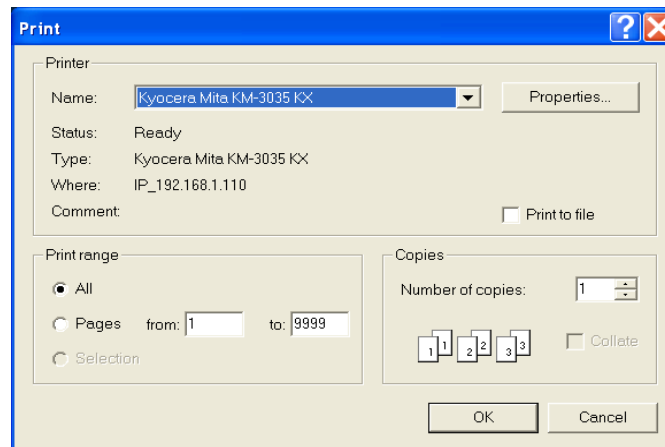 Print
Printer
Name: Kyocera Mita KM-3035 KX Properties...
Status: Ready
Type: Kyocera Mita KM-3035 KX
Where: IP_192.168.1.110
Comment:
Print to file
Print range
All
Pages from: 1 to: 9999
Selection
Copies
Number of copies: 1
1 1 2 2 3 3
Collate
OK Cancel